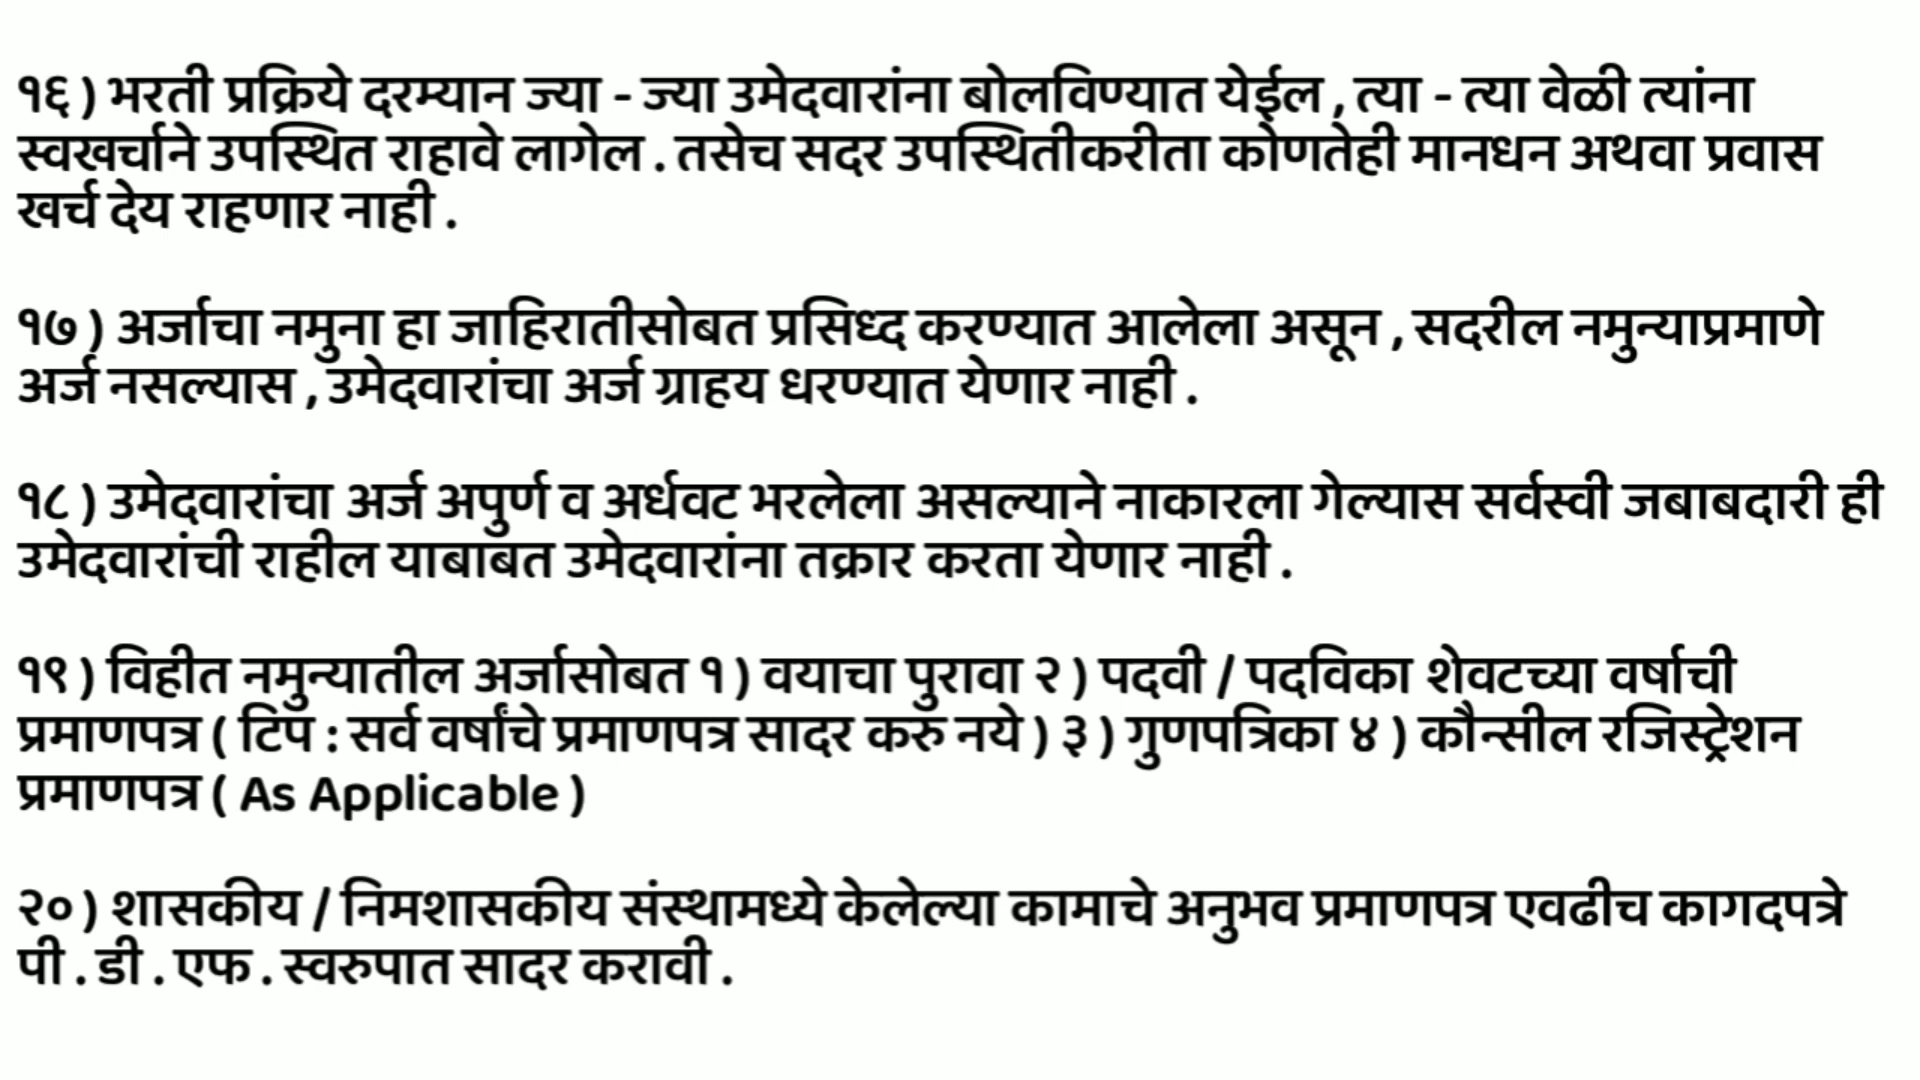 १६ ) भरती प्रक्रिये दरम्यान ज्या - ज्या उमेदवारांना बोलविण्यात येईल , त्या - त्या वेळी त्यांना
स्वखर्चाने उपस्थित राहावे लागेल . तसेच सदर उपस्थितीकरीता कोणतेही मानधन अथवा प्रवास
खर्च देय राहणार नाही .
१७ ) अर्जाचा नमुना हा जाहिरातीसोबत प्रसिध्द करण्यात आलेला असून , सदरील नमुन्याप्रमाणे
अर्ज नसल्यास , उमेदवारांचा अर्ज ग्राहय धरण्यात येणार नाही .
१८ ) उमेदवारांचा अर्ज अपुर्ण व अर्धवट भरलेला असल्याने नाकारला गेल्यास सर्वस्वी जबाबदारी ही
उमेदवारांची राहील याबाबत उमेदवारांना तक्रार करता येणार नाही .
१९ ) विहीत नमुन्यातील अर्जासोबत १ ) वयाचा पुरावा २ ) पदवी / पदविका शेवटच्या वर्षाची
प्रमाणपत्र ( टिप : सर्व वर्षांचे प्रमाणपत्र सादर करु नये ) ३ ) गुणपत्रिका ४ ) कौन्सील रजिस्ट्रेशन
प्रमाणपत्र ( As Applicable )
२० ) शासकीय / निमशासकीय संस्थामध्ये केलेल्या कामाचे अनुभव प्रमाणपत्र एवढीच कागदपत्रे
पी . डी . एफ . स्वरुपात सादर करावी .